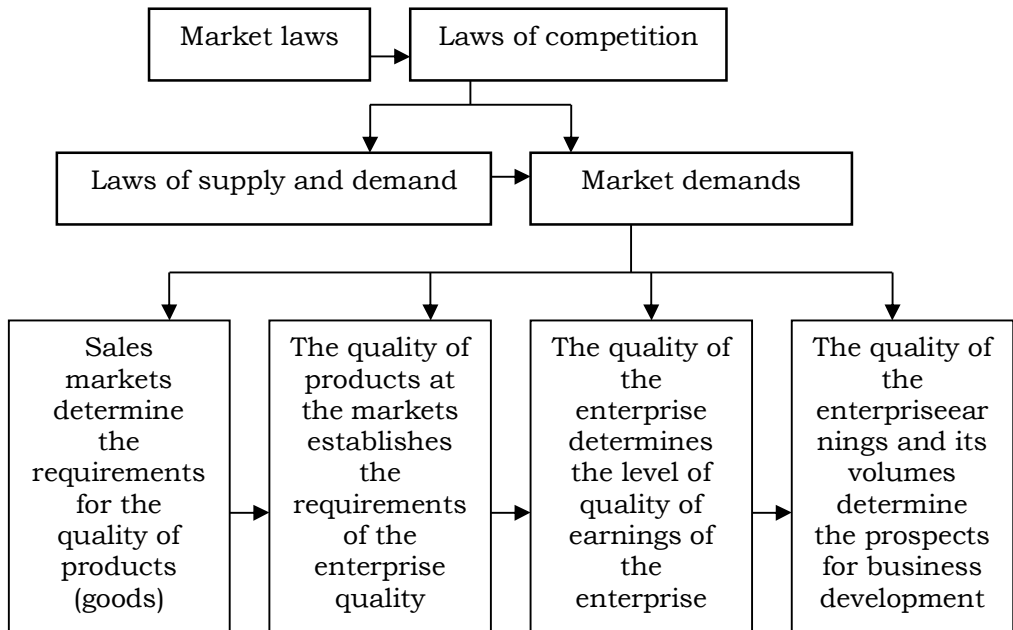 Market laws
Laws of competition
Laws of supply and demand
Market demands
Sales
markets
determine
the
requirements
for the
quality of
products
(goods)
The quality of
products at
the markets
establishes
the
requirements
of the
enterprise
quality
The quality of
the
enterprise
determines
the level of
quality of
earnings of
the
enterprise
The quality of
the
enterpriseear
nings and its
volumes
determine
the prospects
for business
development